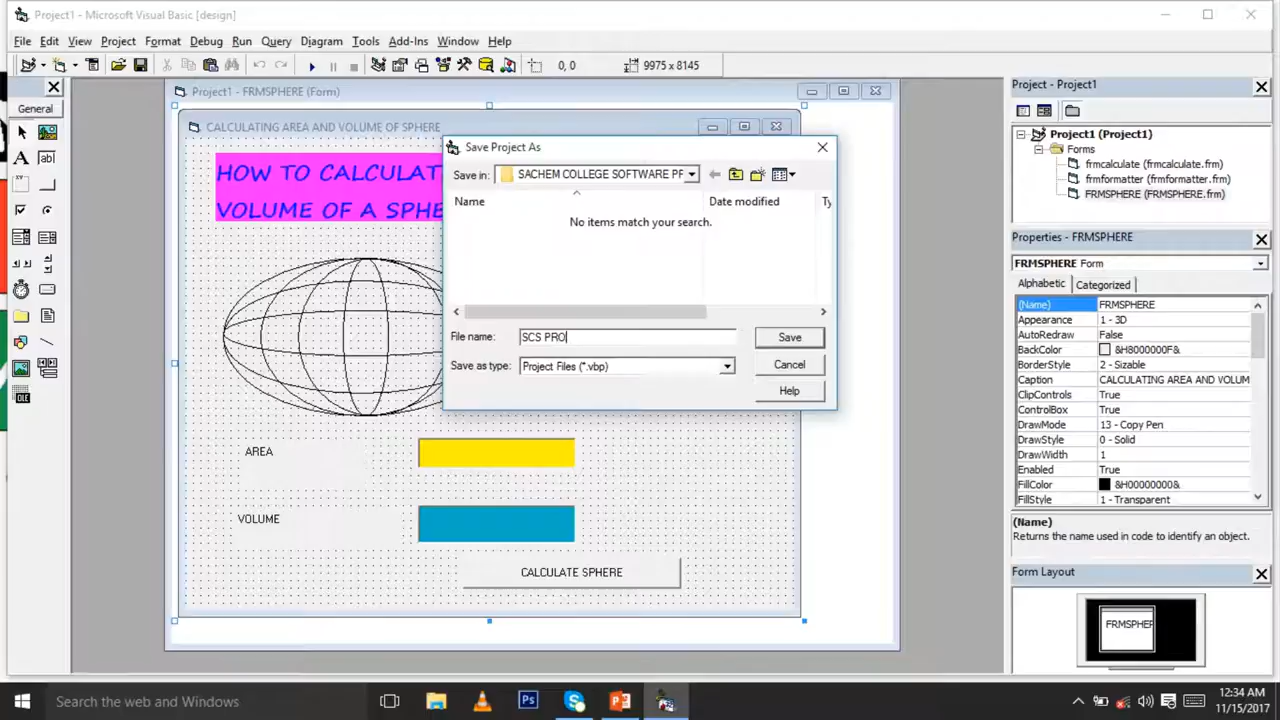 Project1 - Microsoft Visual Basic [design]
File Edit View Project Format Debug Run Query Diagram Tools Add-Ins Window Help
0, 0
9975 x 8145
General
Project1 - FRMSPHERE (Form)
CALCULATING AREA AND VOLUME OF SPHERE
HOW TO CALCULAT
VOLUME OF A SPHE
AREA
VOLUME
CALCULATE SPHERE
Save Project As
Save in:
SACHEM COLLEGE SOFTWARE PF
Name
Date modified
Ty
No items match your search.
File name:
SCS PRO
Save
Save as type:
Project Files (*.vbp)
Cancel
Help
Project - Project1
Project1 (Project1)
Forms
frmcalculate (frmcalculate.frm)
frmformatter (frmformatter.frm)
FRMSPHERE (FRMSPHERE.frm)
Properties - FRMSPHERE
FRMSPHERE Form
Alphabetic Categorized
(Name) FRMSPHERE
Appearance 1 - 3D
AutoRedraw False
BackColor &H8000000F&
BorderStyle 2 - Sizable
Caption CALCULATING AREA AND VOLUM
ClipControls True
ControlBox True
DrawMode 13 - Copy Pen
DrawStyle 0 - Solid
DrawWidth 1
Enabled True
FillColor &H00000000&
FillStyle 1 - Transparent
(Name)
Returns the name used in code to identify an object.
Form Layout
FRMSPHER
Search the web and Windows
Ps
12:34 AM
11/15/2017